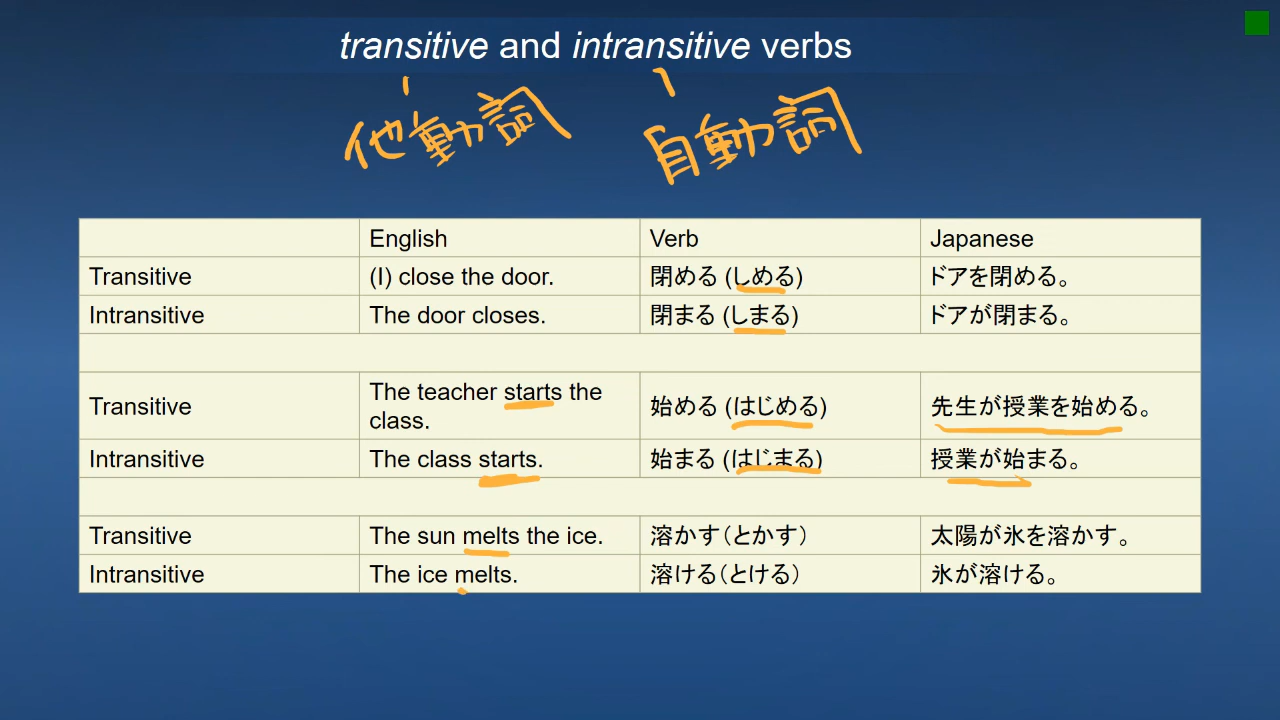 transitive and intransitive verbs
他動詞 自動詞
English Verb Japanese
Transitive (I) close the door. 閉める (しめる) ドアを閉める。
Intransitive The door closes. 閉まる (しまる) ドアが閉まる。
Transitive The teacher starts the class. 始める (はじめる) 先生が授業を始める。
Intransitive The class starts. 始まる (はじまる) 授業が始まる。
Transitive The sun melts the ice. 溶かす（とかす） 太陽が氷を溶かす。
Intransitive The ice melts. 溶ける（とける） 氷が溶ける。